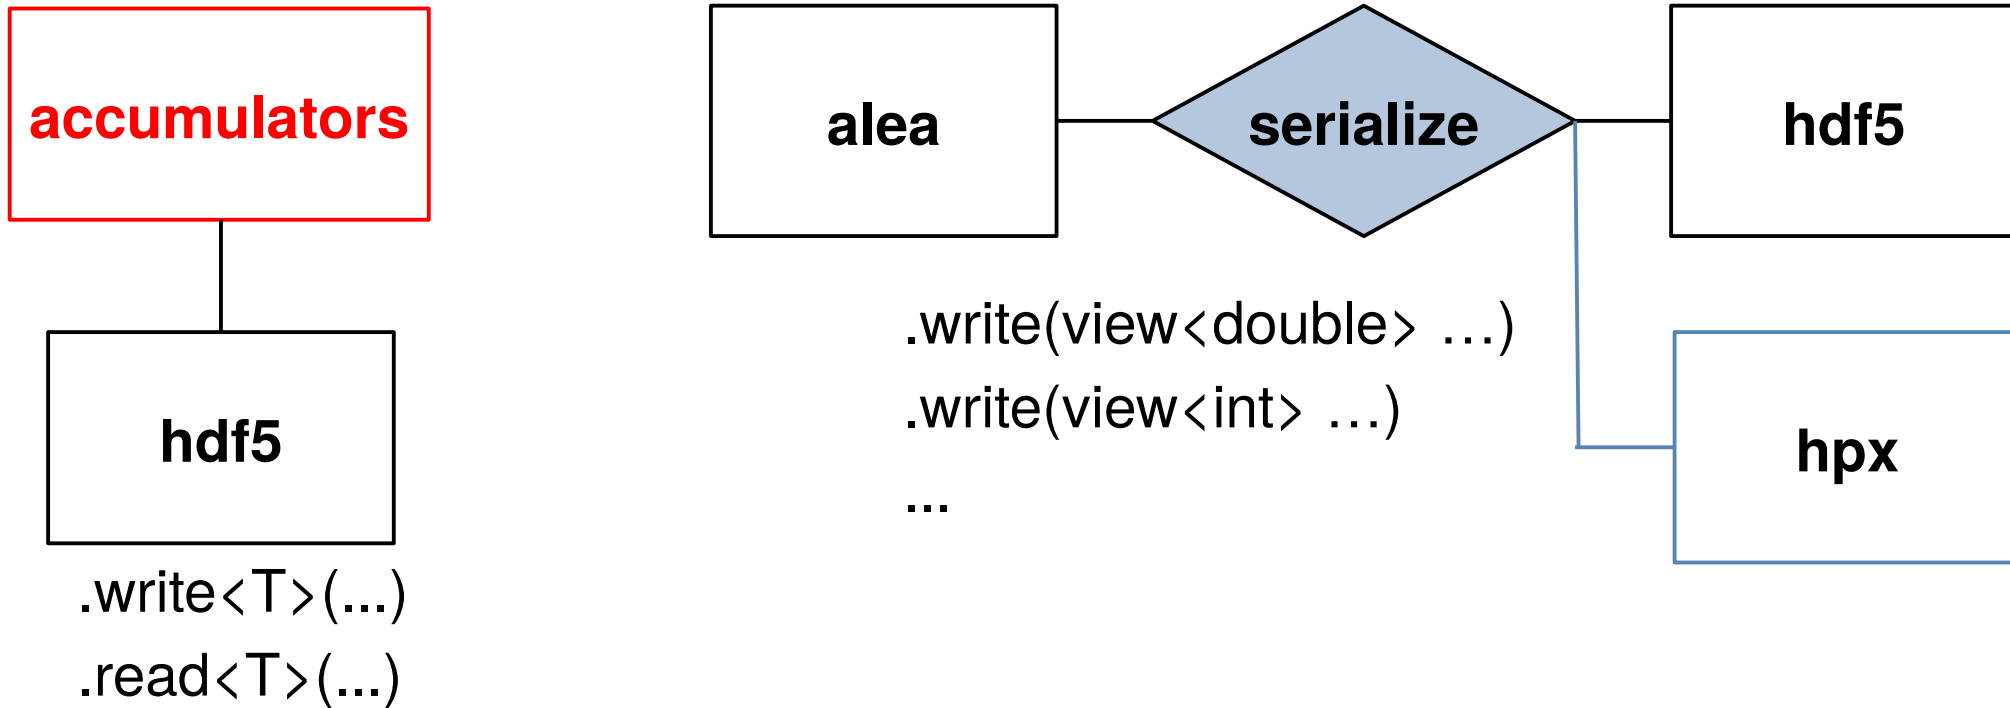 accumulators
hdf5
.write<T>(...)
.read<T>(...)
alea
serialize
hdf5
.write(view<double> …)
.write(view<int> …)
...
hpx